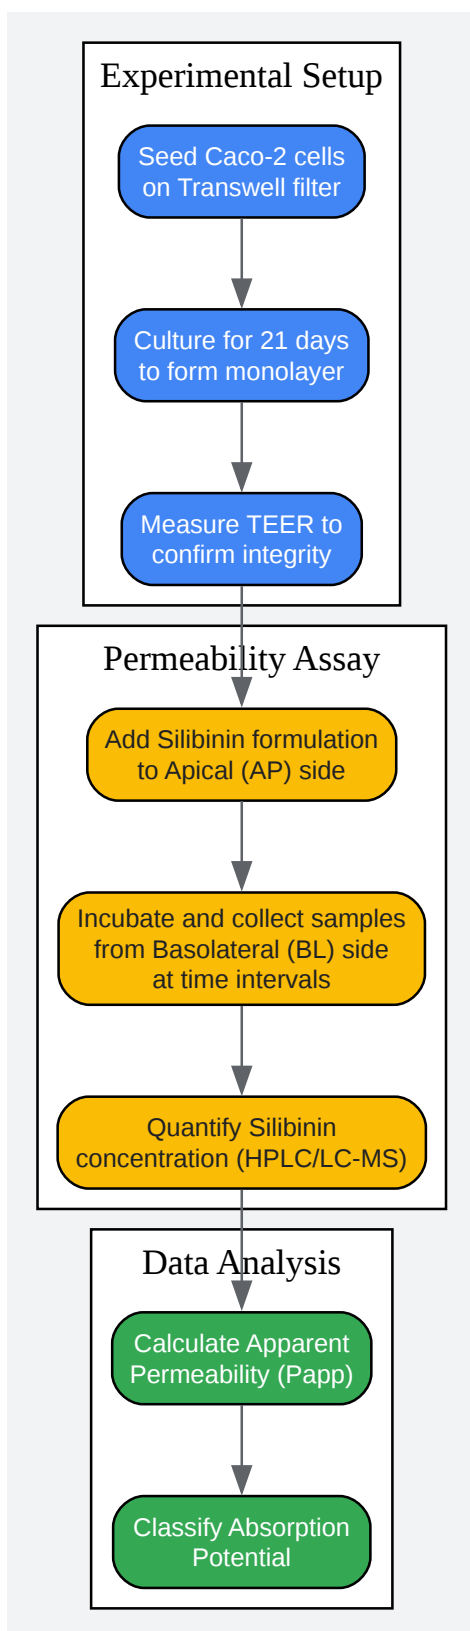 Experimental Setup
Seed Caco-2 cells
on Transwell filter
Culture for 21 days
to form monolayer
Measure TEER to
confirm integrity
Permeability Assay
Add Silibinin formulation
to Apical (AP) side
Incubate and collect samples
from Basolateral (BL) side
at time intervals
Quantify Silibinin
concentration (HPLC/LC-MS)
Data Analysis
Calculate Apparent
Permeability (Papp)
Classify Absorption
Potential